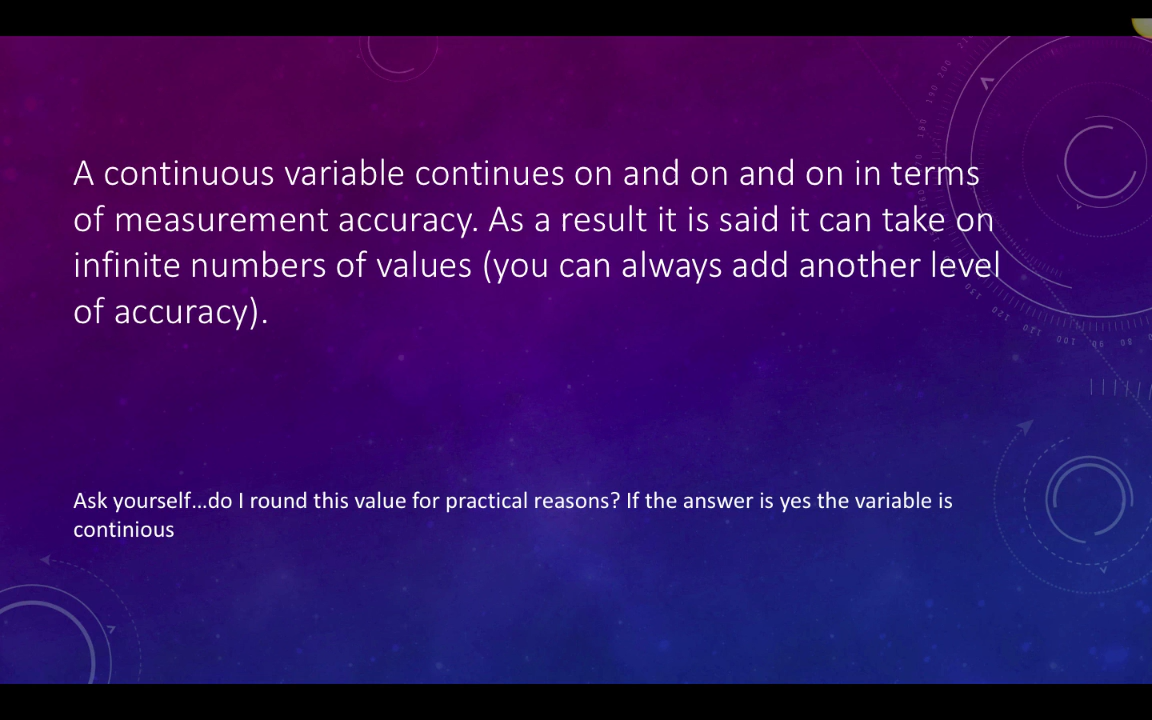 A continuous variable continues on and on and on in terms
of measurement accuracy. As a result it is said it can take on
infinite numbers of values (you can always add another level
of accuracy).
Ask yourself...do I round this value for practical reasons? If the answer is yes the variable is
continious